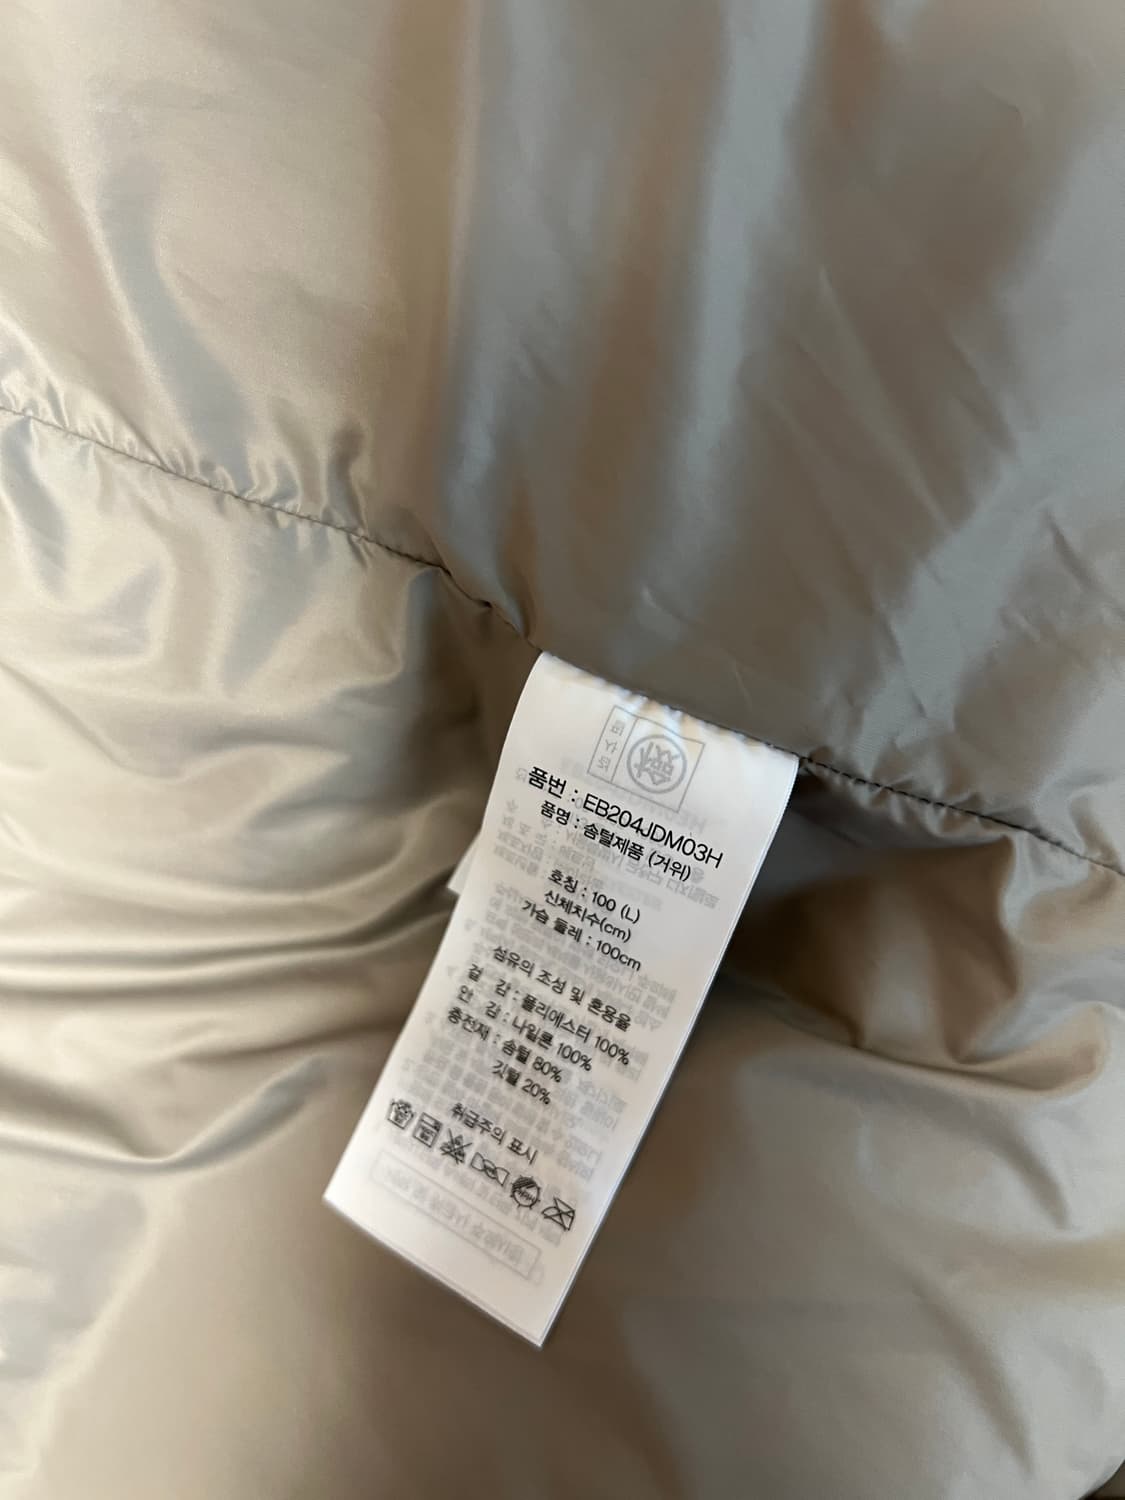 품번 : EB204JDM03H
품명 : 솜털제품 (거위)
호칭 : 100 (L)
신체치수(cm)
가슴 둘레 : 100cm
섬유의 조성 및 혼용율
겉 감 : 폴리에스터 100%
안 감 : 나일론 100%
충전재 : 솜털 80%
깃털 20%
취급주의 표시